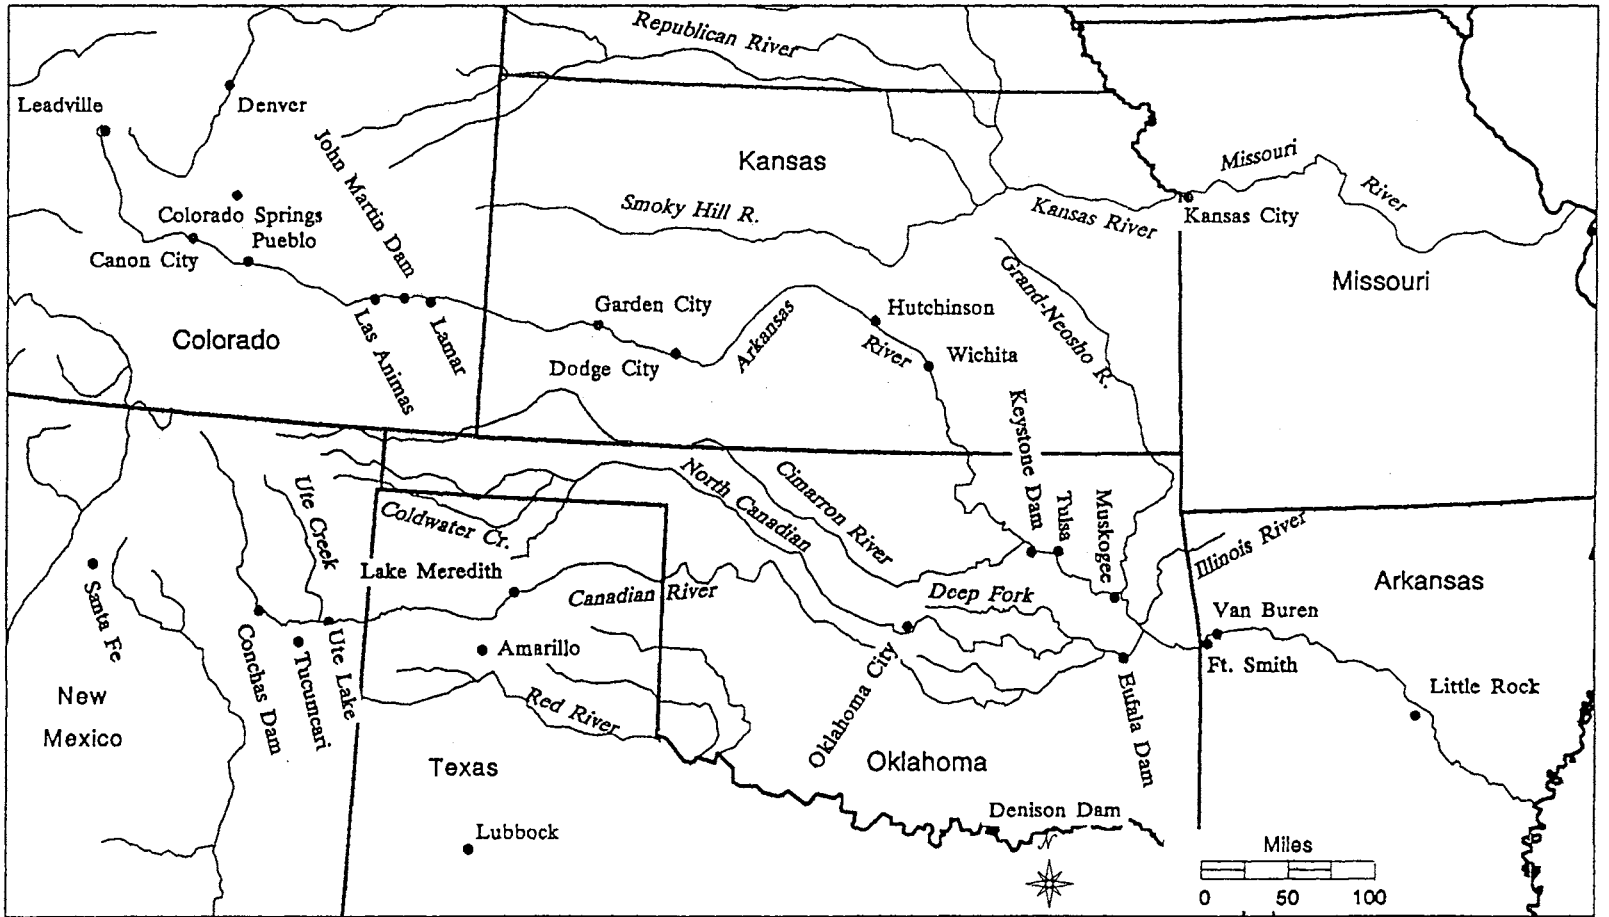 Republican River
Leadville
Denver
John Martin Dam
Kansas
Missouri
River
Smoky Hill R.
Kansas River
Kansas City
Colorado Springs
Pueblo
Canon City
Grand-Neosho R.
Missouri
Garden City
Arkansas
River
Hutchinson
Wichita
Colorado
Las Animas
Lamar
Dodge City
Keystone Dam
Tulsa
Muskogee
North Canadian
Cimarron River
Ute Creek
Coldwater Cr.
Illinois River
Lake Meredith
Canadian River
Deep Fork
Arkansas
Van Buren
Ft. Smith
Santa Fe
Conchas Dam
Tucumcari
Ute Lake
Amarillo
Red River
Oklahoma City
Eufala Dam
Little Rock
New
Mexico
Texas
Oklahoma
Denison Dam
Lubbock
N
Miles
0 50 100